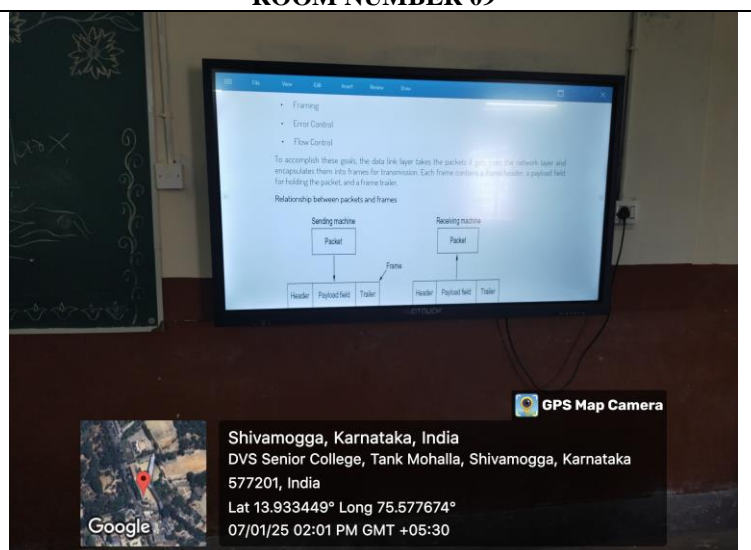 ROOM NUMBER 09
File View Edit Insert Review Draw
• Framing
• Error Control
• Flow Control
To accomplish these goals, the data link layer takes the packets it gets from the network layer and
encapsulates them into frames for transmission. Each frame contains a frame header, a payload field
for holding the packet, and a frame trailer.
Relationship between packets and frames
Sending machine Receiving machine
Packet Packet
Frame
Header Payload field Trailer Header Payload field Trailer
GPS Map Camera
Shivamogga, Karnataka, India
DVS Senior College, Tank Mohalla, Shivamogga, Karnataka
577201, India
Lat 13.933449° Long 75.577674°
07/01/25 02:01 PM GMT +05:30
Google